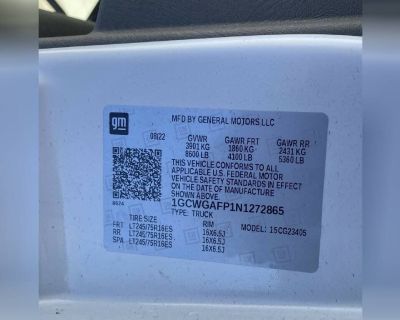 gm
MFD BY GENERAL MOTORS LLC
08/22 GVWR GAWR FRT GAWR RR
3901 KG 1860 KG 2431 KG
8600 LB 4100 LB 5360 LB
THIS VEHICLE CONFORMS TO ALL
APPLICABLE U.S. FEDERAL MOTOR
VEHICLE SAFETY STANDARDS IN
EFFECT ON THE DATE OF
MANUFACTURE SHOWN ABOVE.
1GCWGAFP1N1272865
TYPE: TRUCK
8624
TIRE SIZE RIM MODEL: 15CG23405
FRT LT245/75R16ES 16X6.5J
RR LT245/75R16ES 16X6.5J
SPA LT245/75R16ES 16X6.5J